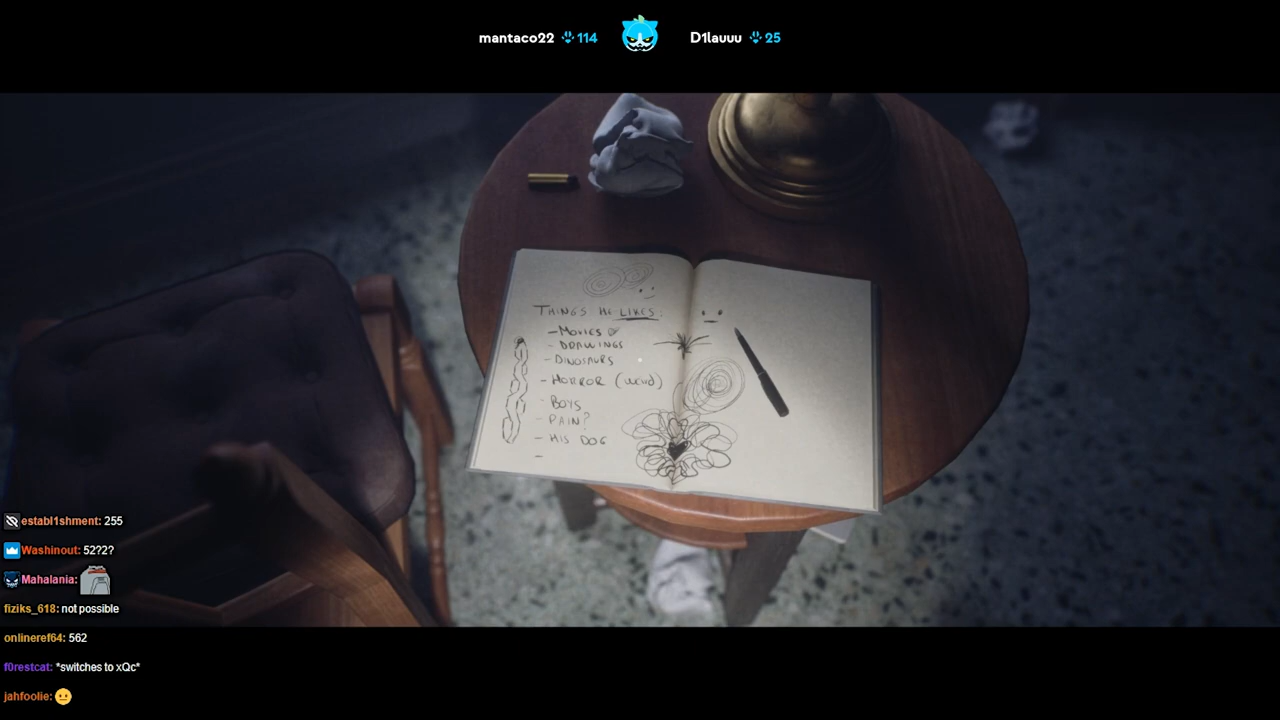 mantaco22 114 D1lauuu 25
THINGS HE LIKES:
- MOVIES
- DRAWINGS
- DINOSAURS
- HORROR (weird)
- BOYS
- PAIN?
- HIS DOG
-
establ1shment: 255
Washinout: 52?2?
Mahalania:
fiziks_618: not possible
onlineref64: 562
f0restcat: *switches to xQc*
jahfoolie: